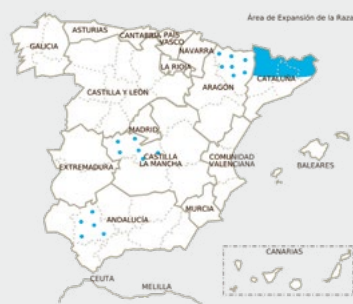 Área de Expansión de la Raza
ASTURIAS
CANTABRIA
PAÍS
VASCO
GALICIA
NAVARRA
LA RIOJA
CATALUÑA
ARAGÓN
CASTILLA Y LEÓN
MADRID
CASTILLA
LA MANCHA
EXTREMADURA
COMUNIDAD
VALENCIANA
BALEARES
MURCIA
ANDALUCÍA
CANARIAS
CEUTA
MELILLA